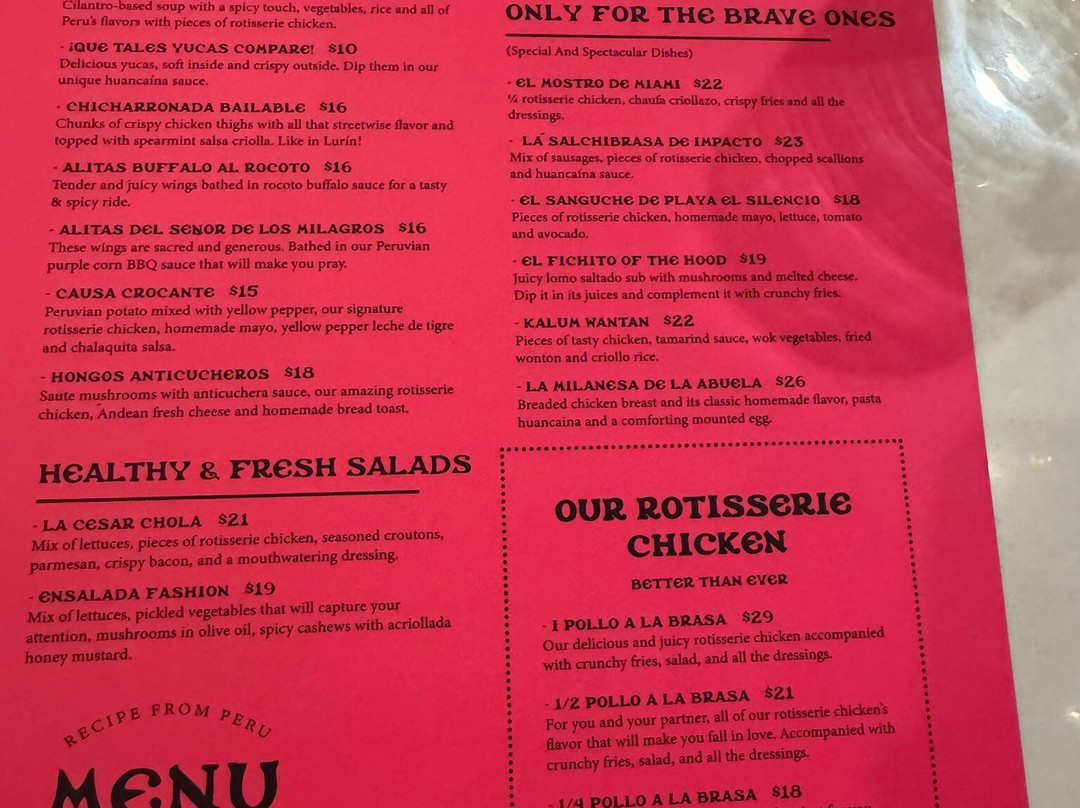 Cilantro-based soup with a spicy touch, vegetables, rice and all of
Peru's flavors with pieces of rotisserie chicken.
- ¡QUE TALES YUCAS COMPARE! $10
Delicious yucas, soft inside and crispy outside. Dip them in our
unique huancaína sauce.
- CHICHARRONADA BAILABLE $16
Chunks of crispy chicken thighs with all that streetwise flavor and
topped with spearmint salsa criolla. Like in Lurín!
- ALITAS BUFFALO AL ROCOTO $16
Tender and juicy wings bathed in rocoto buffalo sauce for a tasty
& spicy ride.
- ALITAS DEL SEÑOR DE LOS MILAGROS $16
These wings are sacred and generous. Bathed in our Peruvian
purple corn BBQ sauce that will make you pray.
- CAUSA CROCANTE $15
Peruvian potato mixed with yellow pepper, our signature
rotisserie chicken, homemade mayo, yellow pepper leche de tigre
and chalaquita salsa.
- HONGOS ANTICUCHEROS $18
Saute mushrooms with anticuchera sauce, our amazing rotisserie
chicken, Andean fresh cheese and homemade bread toast.
HEALTHY & FRESH SALADS
- LA CESAR CHOLA $21
Mix of lettuces, pieces of rotisserie chicken, seasoned croutons,
parmesan, crispy bacon, and a mouthwatering dressing.
- ENSALADA FASHION $19
Mix of lettuces, pickled vegetables that will capture your
attention, mushrooms in olive oil, spicy cashews with acriollada
honey mustard.
RECIPE FROM PERU
MENU
ONLY FOR THE BRAVE ONES
(Special And Spectacular Dishes)
- EL MOSTRO DE MIAMI $22
¼ rotisserie chicken, chaufa criollazo, crispy fries and all the
dressings.
- LA SALCHIBRASA DE IMPACTO $23
Mix of sausages, pieces of rotisserie chicken, chopped scallions
and huancaína sauce.
- EL SANGUCHE DE PLAYA EL SILENCIO $18
Pieces of rotisserie chicken, homemade mayo, lettuce, tomato
and avocado.
- EL FICHITO OF THE HOOD $19
Juicy lomo saltado sub with mushrooms and melted cheese.
Dip it in its juices and complement it with crunchy fries.
- KALUM WANTAN $22
Pieces of tasty chicken, tamarind sauce, wok vegetables, fried
wonton and criollo rice.
- LA MILANESA DE LA ABUELA $26
Breaded chicken breast and its classic homemade flavor, pasta
huancaina and a comforting mounted egg.
OUR ROTISSERIE
CHICKEN
BETTER THAN EVER
- 1 POLLO A LA BRASA $29
Our delicious and juicy rotisserie chicken accompanied
with crunchy fries, salad, and all the dressings.
- 1/2 POLLO A LA BRASA $21
For you and your partner, all of our rotisserie chicken's
flavor that will make you fall in love. Accompanied with
crunchy fries, salad, and all the dressings.
- 1/4 POLLO A LA BRASA $18